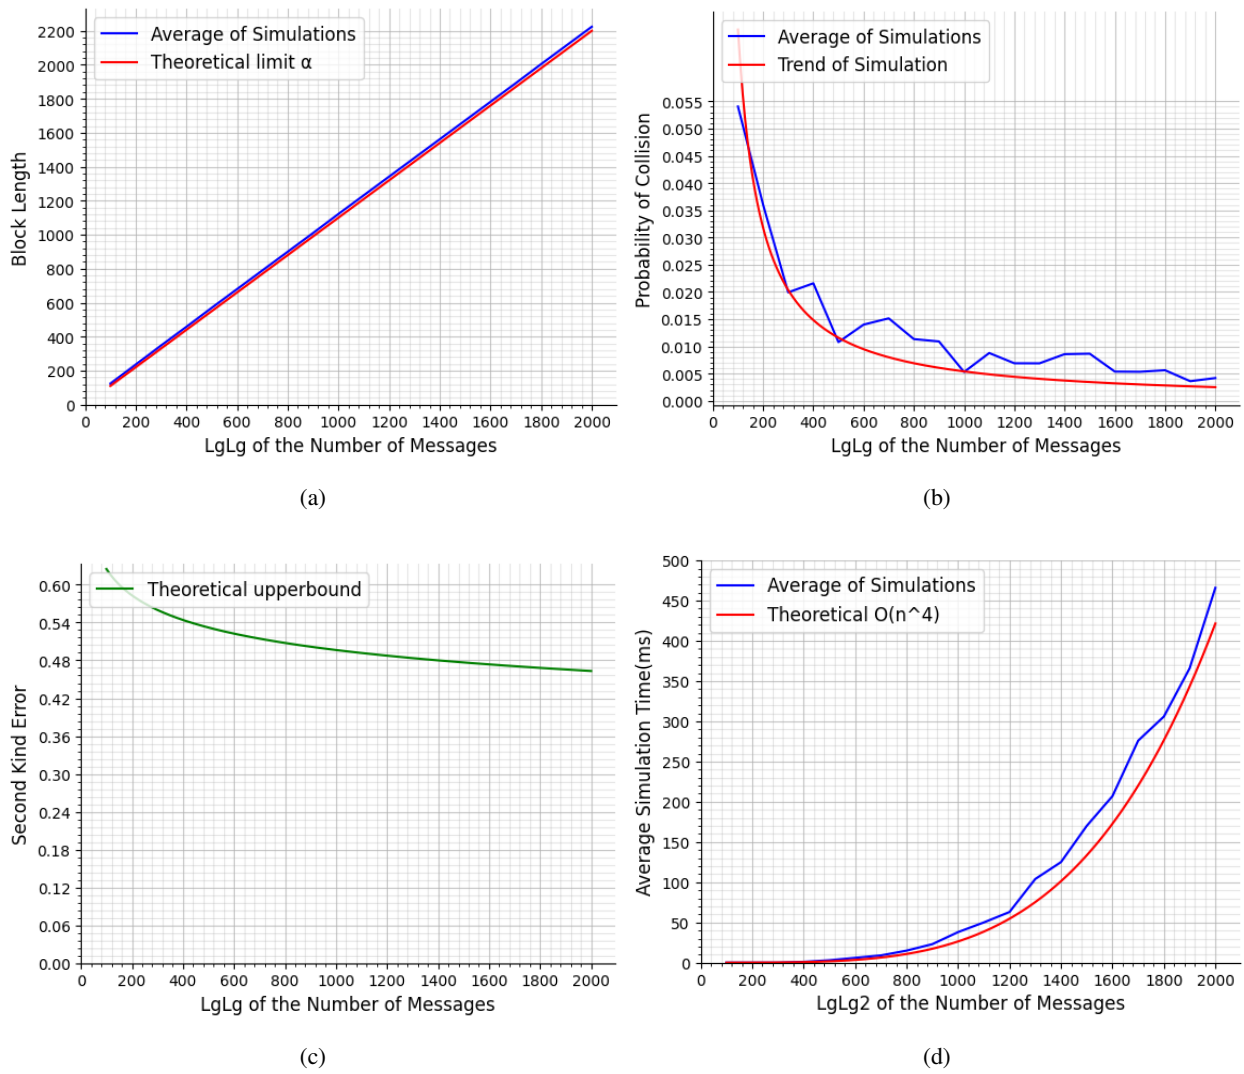 Average of Simulations
Theoretical limit α
Block Length
2200
2000
1800
1600
1400
1200
1000
800
600
400
200
0
0 200 400 600 800 1000 1200 1400 1600 1800 2000
LgLg of the Number of Messages
(a)
Average of Simulations
Trend of Simulation
Probability of Collision
0.055
0.050
0.045
0.040
0.035
0.030
0.025
0.020
0.015
0.010
0.005
0.000
0 200 400 600 800 1000 1200 1400 1600 1800 2000
LgLg of the Number of Messages
(b)
Theoretical upperbound
Second Kind Error
0.60
0.54
0.48
0.42
0.36
0.30
0.24
0.18
0.12
0.06
0.00
0 200 400 600 800 1000 1200 1400 1600 1800 2000
LgLg of the Number of Messages
(c)
Average of Simulations
Theoretical O(n^4)
Average Simulation Time(ms)
500
450
400
350
300
250
200
150
100
50
0
0 200 400 600 800 1000 1200 1400 1600 1800 2000
LgLg2 of the Number of Messages
(d)